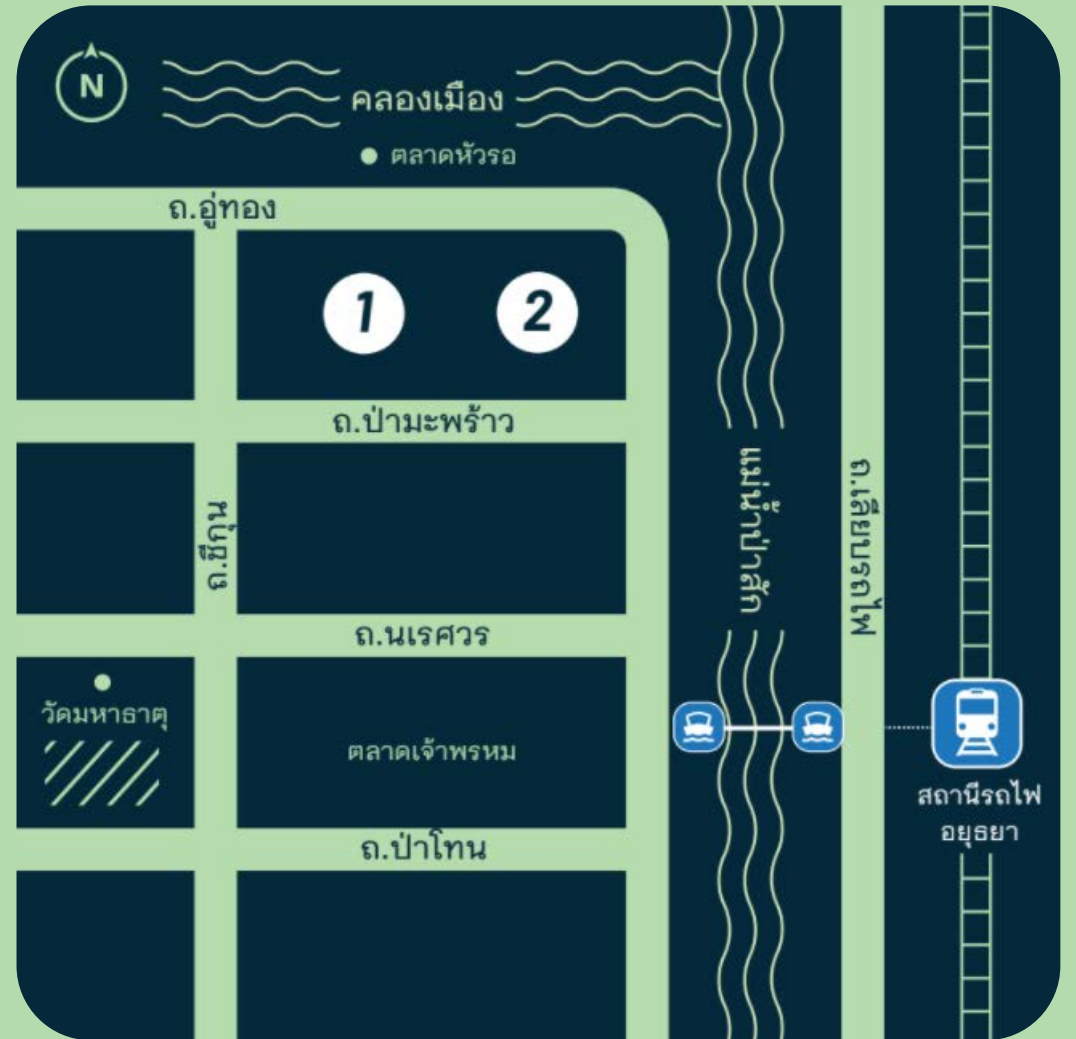 N
คลองเมือง
ตลาดหัวรอ
ถ.อู่ทอง
1
2
ถ.ป่ามะพร้าว
ถ.ชีกุน
แม่น้ำป่าสัก
ถ.เลียบรถไฟ
ถ.นเรศวร
วัดมหาธาตุ
ตลาดเจ้าพรหม
สถานีรถไฟ
อยุธยา
ถ.ป่าโทน